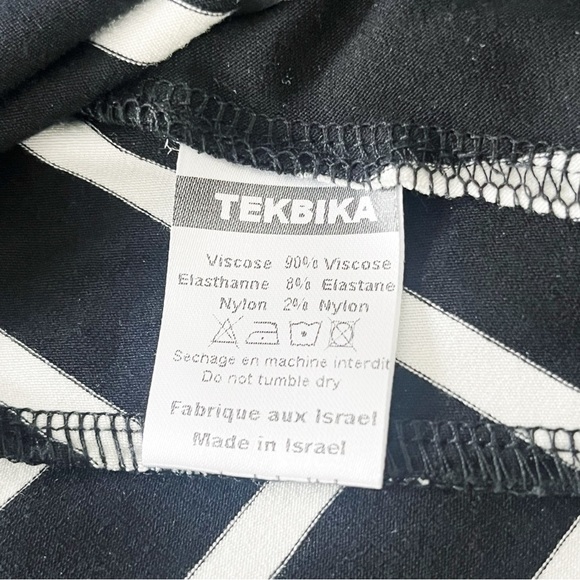 TEKBIKA
Viscose 90% Viscose
Elasthanne 8% Elastane
Nylon 2% Nylon
Sechage en machine interdit
Do not tumble dry
Fabrique aux Israel
Made in Israel